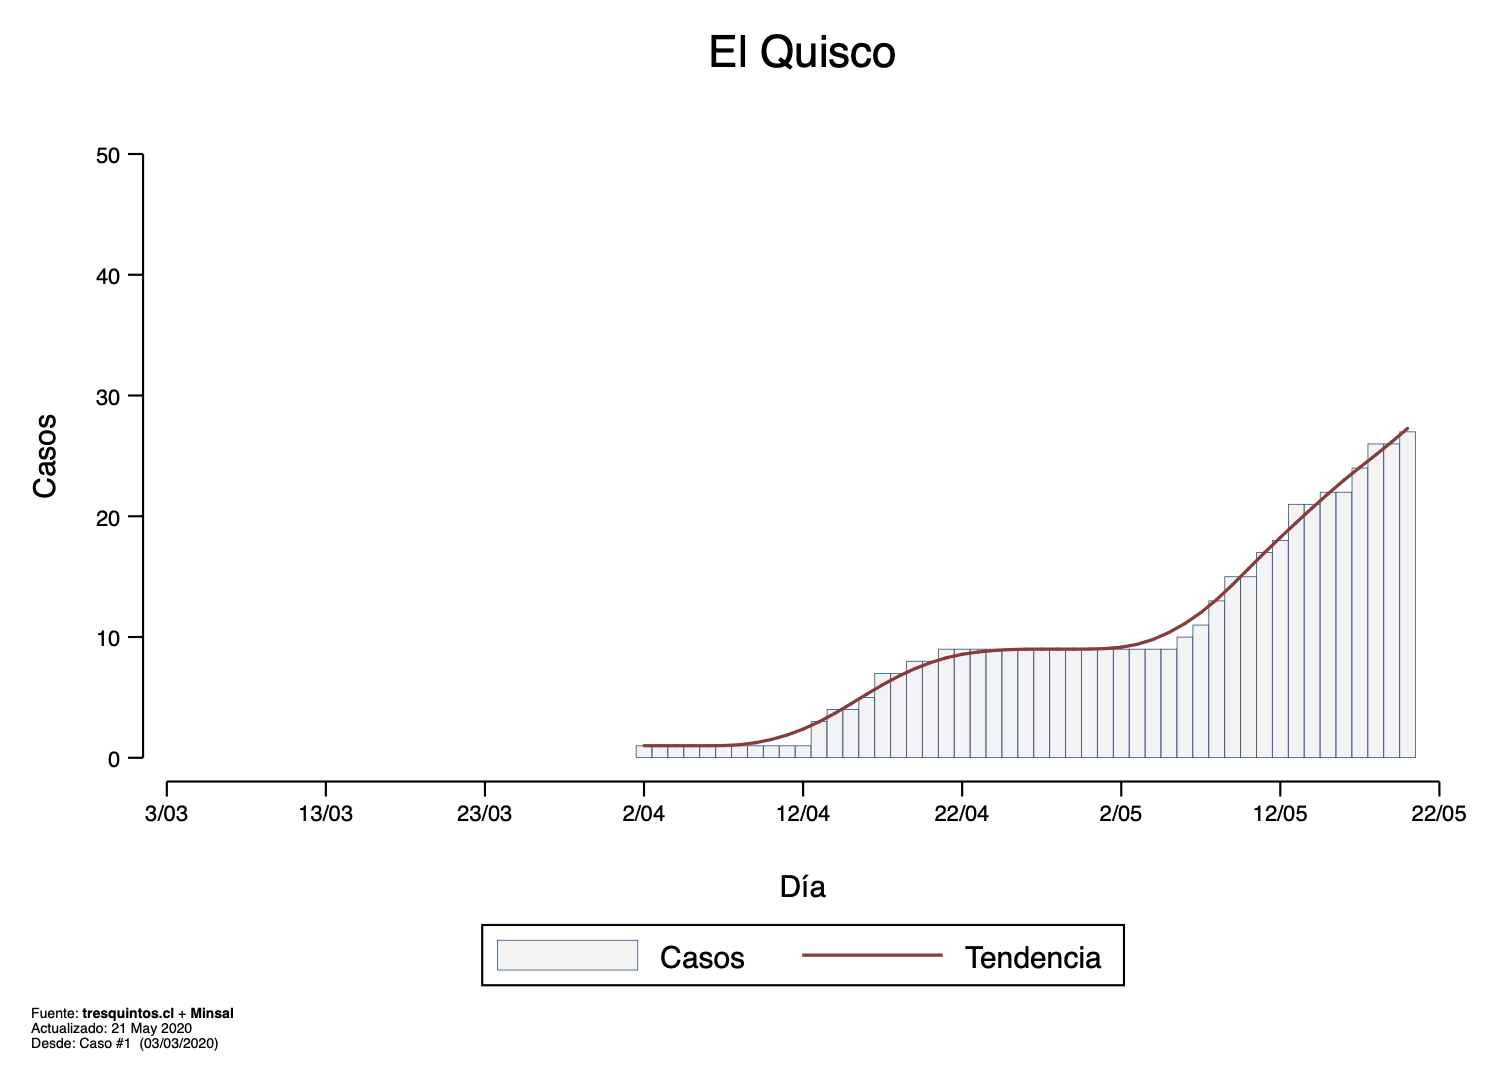 El Quisco
50
40
30
20
10
0
Casos
3/03 13/03 23/03 2/04 12/04 22/04 2/05 12/05 22/05
Día
Casos Tendencia
Fuente: tresquintos.cl + Minsal
Actualizado: 21 May 2020
Desde: Caso #1 (03/03/2020)